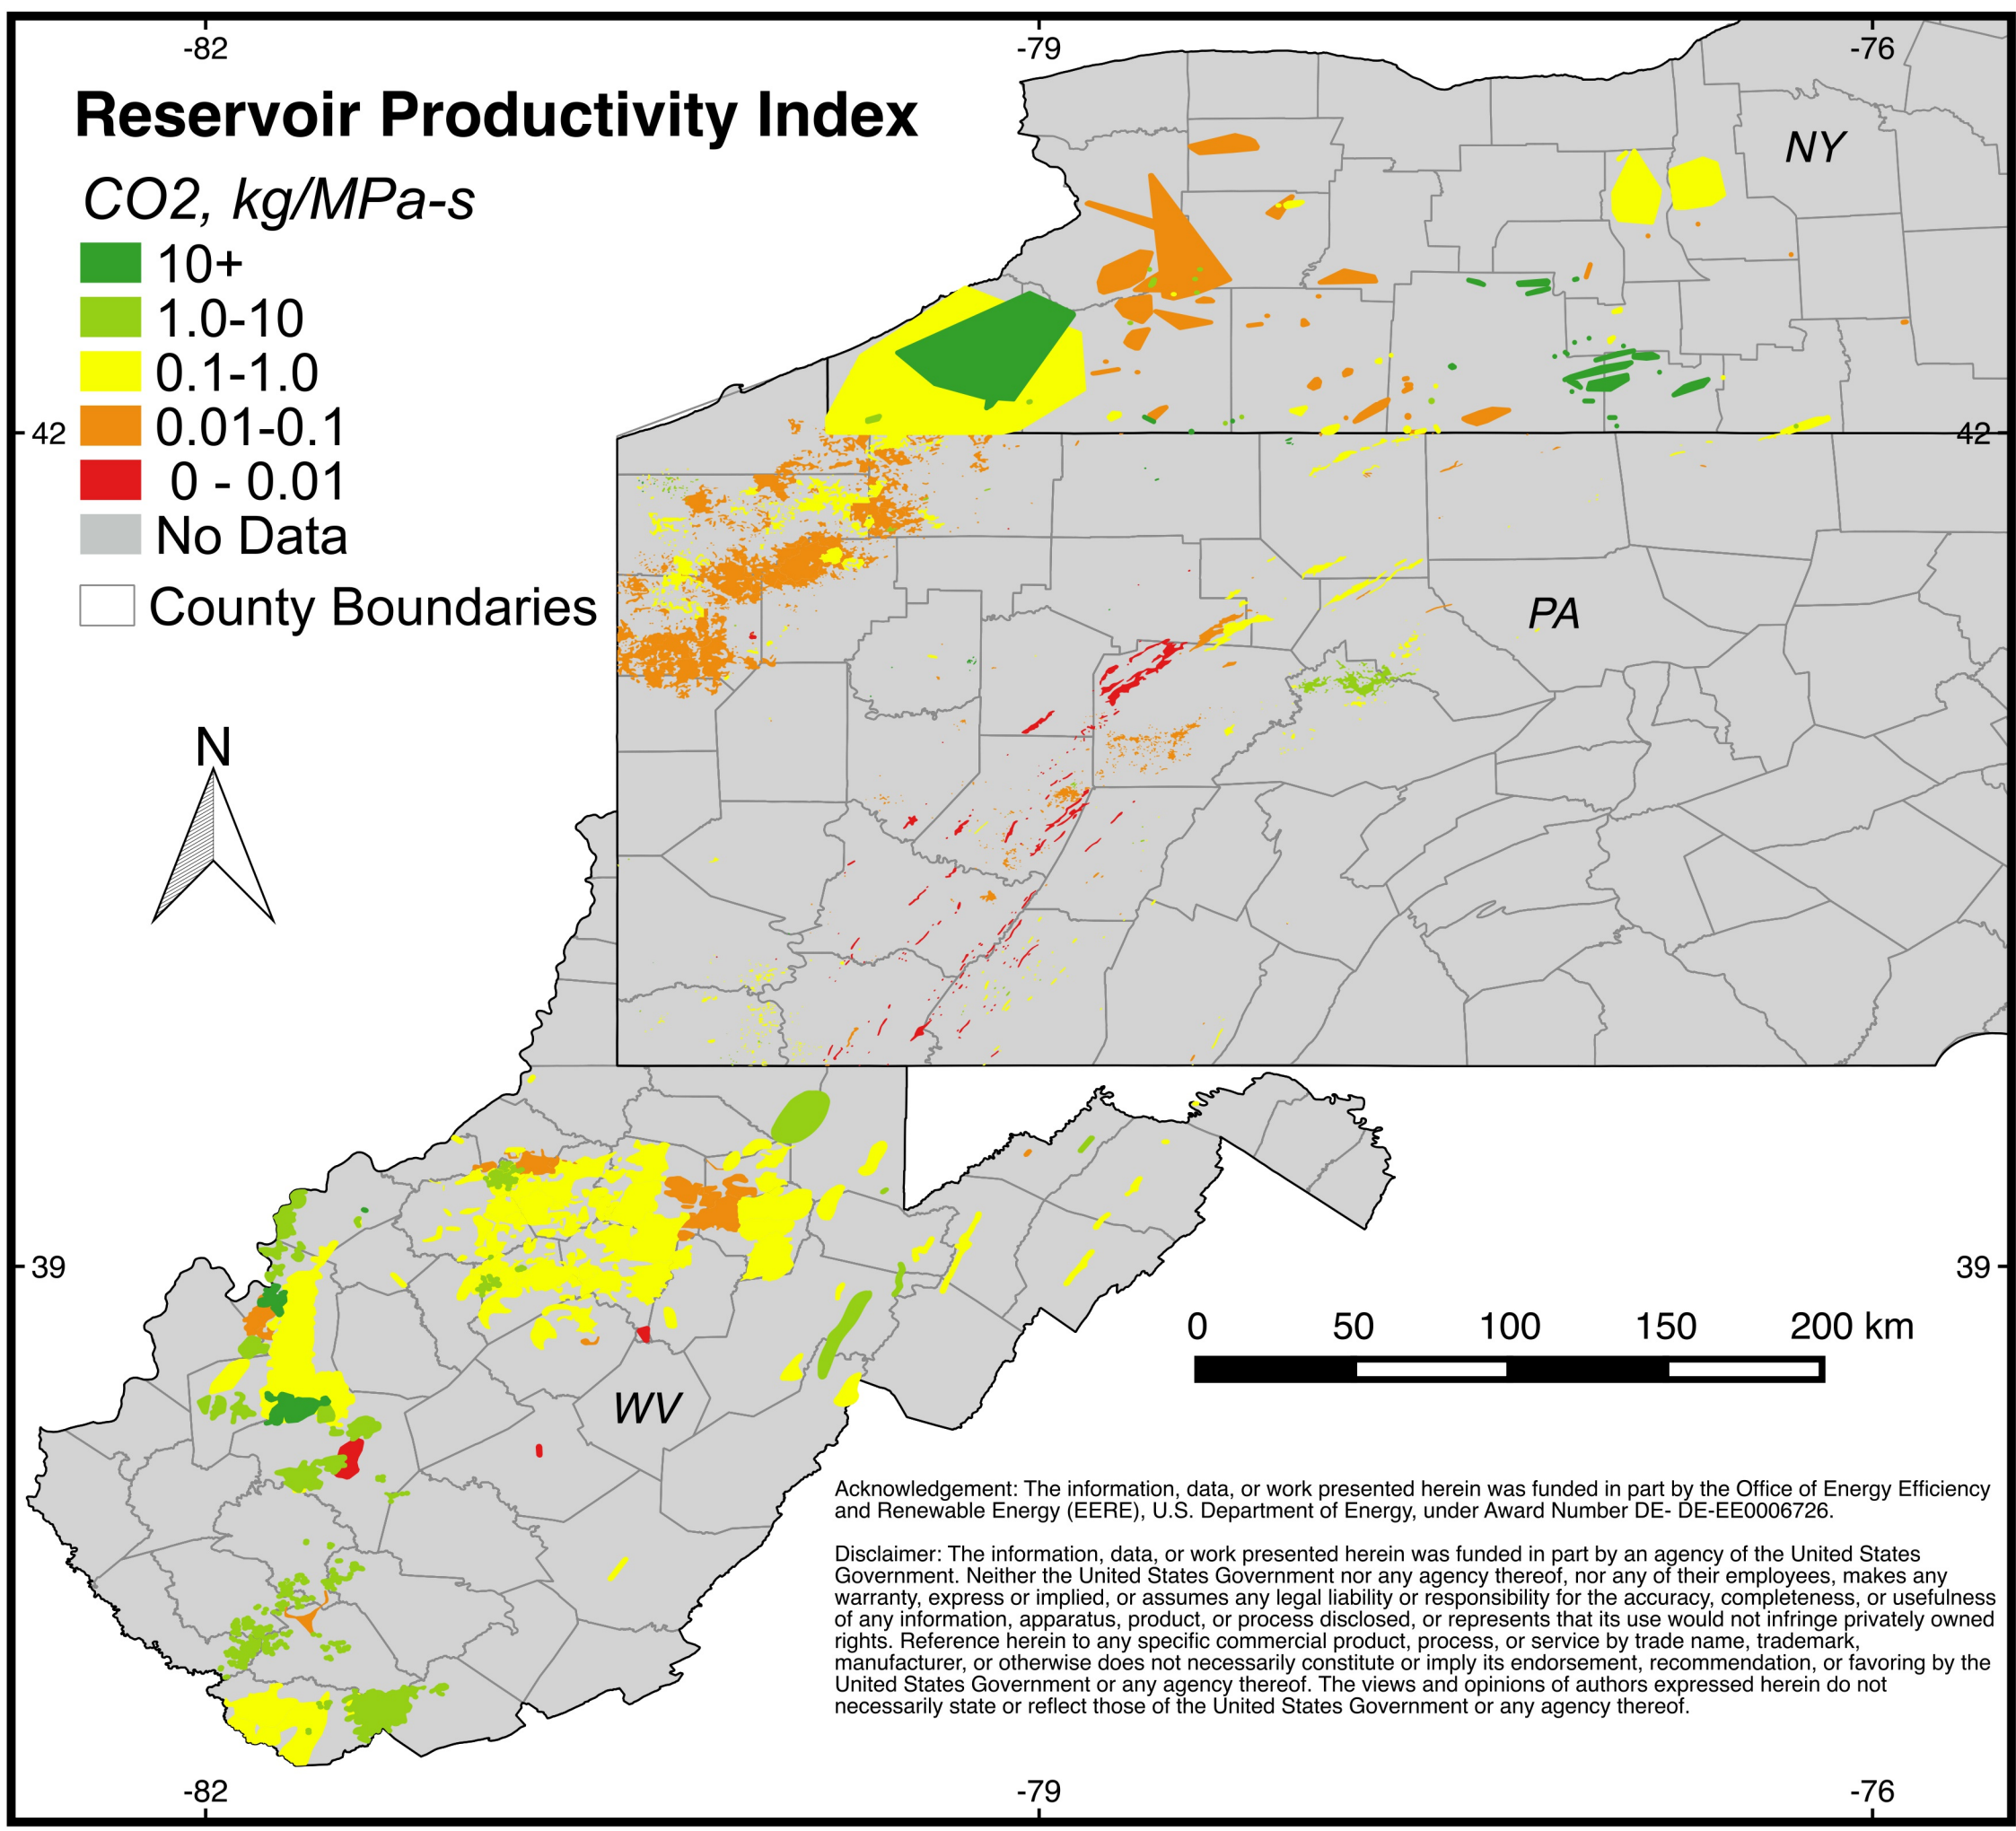 -82 -79 -76
Reservoir Productivity Index
CO2, kg/MPa-s
10+
1.0-10
0.1-1.0
0.01-0.1
0 - 0.01
No Data
County Boundaries
NY
42 42
PA
N
39 39
0 50 100 150 200 km
WV
Acknowledgement: The information, data, or work presented herein was funded in part by the Office of Energy Efficiency
and Renewable Energy (EERE), U.S. Department of Energy, under Award Number DE- DE-EE0006726.
Disclaimer: The information, data, or work presented herein was funded in part by an agency of the United States
Government. Neither the United States Government nor any agency thereof, nor any of their employees, makes any
warranty, express or implied, or assumes any legal liability or responsibility for the accuracy, completeness, or usefulness
of any information, apparatus, product, or process disclosed, or represents that its use would not infringe privately owned
rights. Reference herein to any specific commercial product, process, or service by trade name, trademark,
manufacturer, or otherwise does not necessarily constitute or imply its endorsement, recommendation, or favoring by the
United States Government or any agency thereof. The views and opinions of authors expressed herein do not
necessarily state or reflect those of the United States Government or any agency thereof.
-82 -79 -76